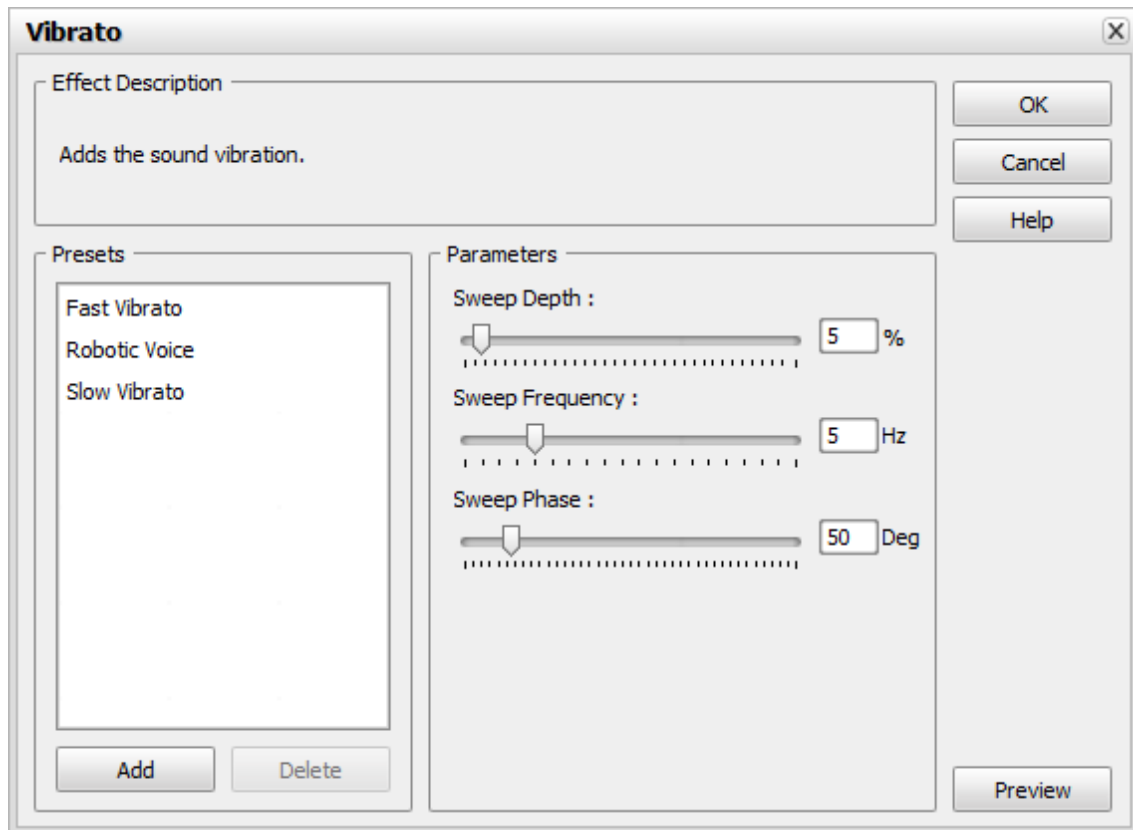 Vibrato
Effect Description
Adds the sound vibration.
OK
Cancel
Help
Presets
Fast Vibrato
Robotic Voice
Slow Vibrato
Add
Delete
Parameters
Sweep Depth :
5 %
Sweep Frequency :
5 Hz
Sweep Phase :
50 Deg
Preview